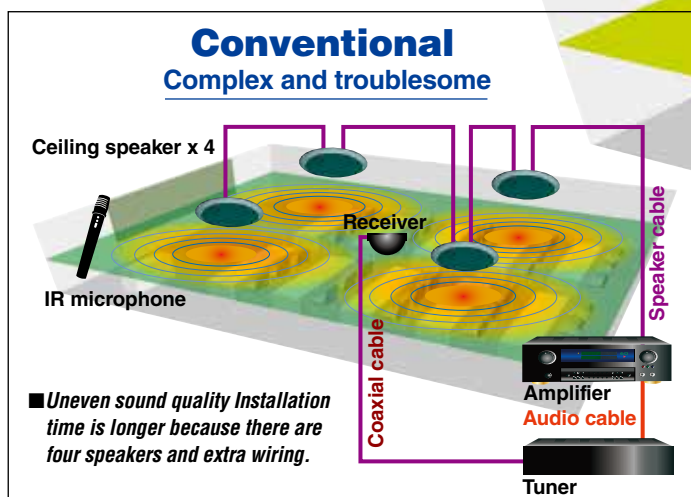 Conventional
Complex and troublesome
Ceiling speaker x 4
Receiver
IR microphone
Speaker cable
Coaxial cable
Amplifier
Audio cable
Tuner
■Uneven sound quality Installation
time is longer because there are
four speakers and extra wiring.